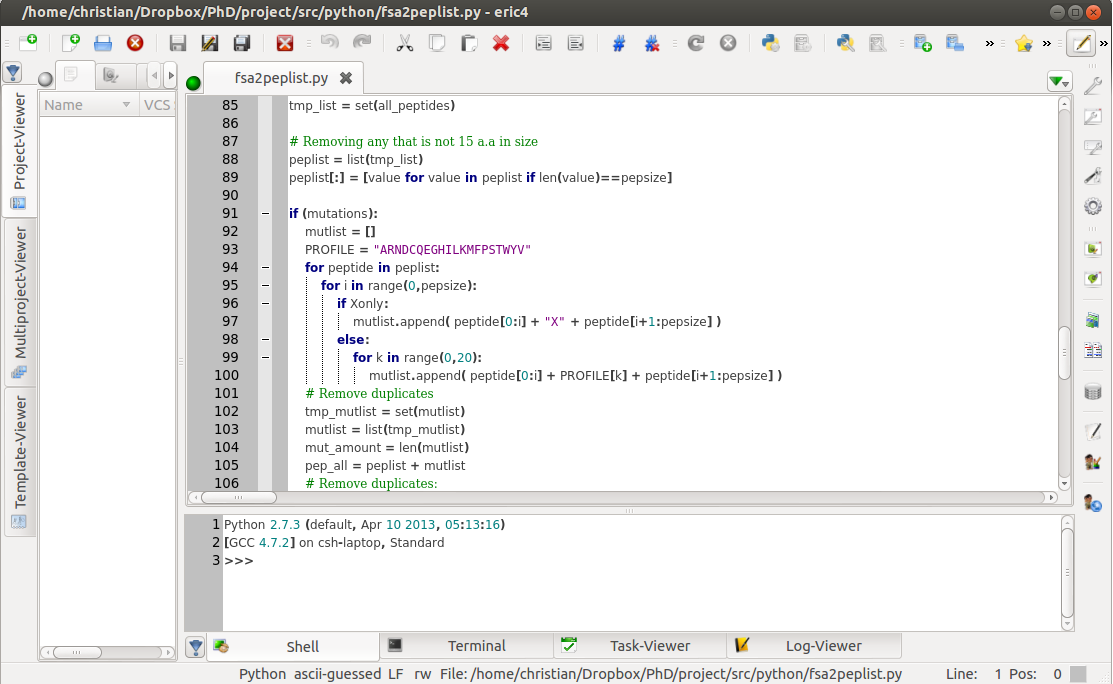 /home/christian/Dropbox/PhD/project/src/python/fsa2peplist.py - eric4
fsa2peplist.py
Name VCS
Project-Viewer
Multiproject-Viewer
Template-Viewer
85 tmp_list = set(all_peptides)
86
87 # Removing any that is not 15 a.a in size
88 peplist = list(tmp_list)
89 peplist[:] = [value for value in peplist if len(value)==pepsize]
90
91 if (mutations):
92 mutlist = []
93 PROFILE = "ARNDCQEGHILKMFPSTWYV"
94 for peptide in peplist:
95 for i in range(0,pepsize):
96 if Xonly:
97 mutlist.append( peptide[0:i] + "X" + peptide[i+1:pepsize] )
98 else:
99 for k in range(0,20):
100 mutlist.append( peptide[0:i] + PROFILE[k] + peptide[i+1:pepsize] )
101 # Remove duplicates
102 tmp_mutlist = set(mutlist)
103 mutlist = list(tmp_mutlist)
104 mut_amount = len(mutlist)
105 pep_all = peplist + mutlist
106 # Remove duplicates:
1 Python 2.7.3 (default, Apr 10 2013, 05:13:16)
2 [GCC 4.7.2] on csh-laptop, Standard
3 >>>
Shell Terminal Task-Viewer Log-Viewer
Python ascii-guessed LF rw File: /home/christian/Dropbox/PhD/project/src/python/fsa2peplist.py Line: 1 Pos: 0